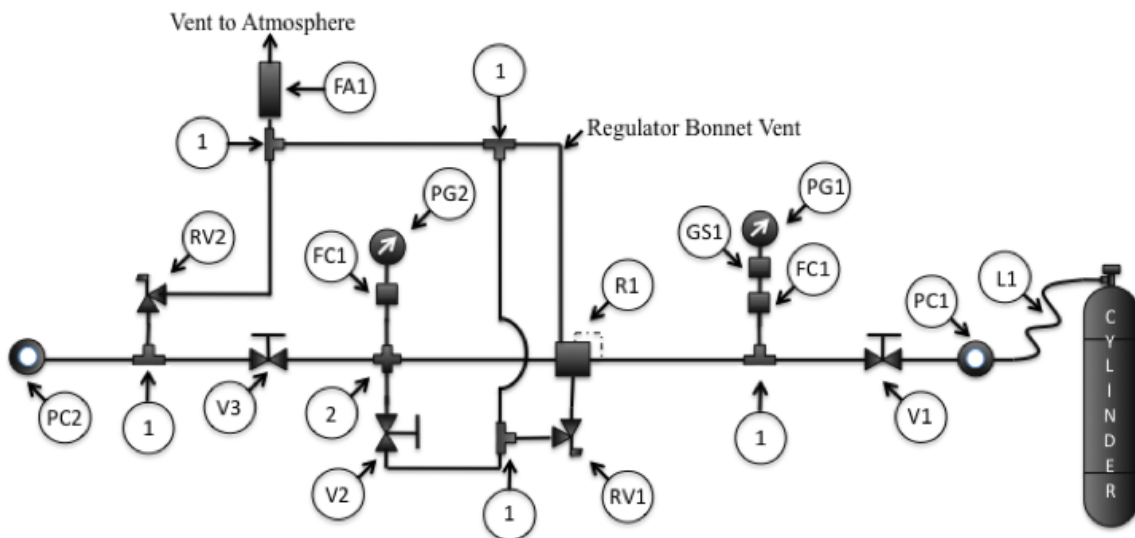 Vent to Atmosphere
FA1
1
1
Regulator Bonnet Vent
PG2
PG1
RV2
GS1
FC1
FC1
R1
L1
PC1
CYLINDER
PC2
1
V3
2
V2
1
RV1
1
V1